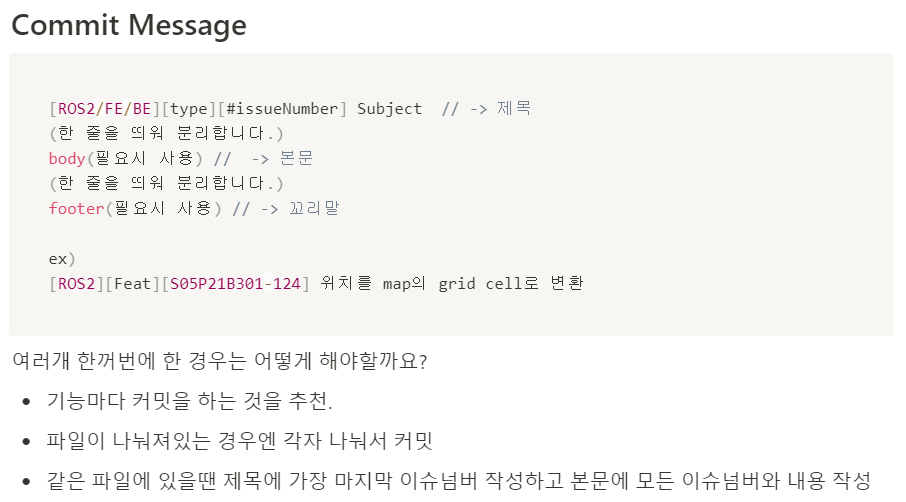 Commit Message
[ROS2/FE/BE][type][#issueNumber] Subject // -> 제목
(한 줄을 띄워 분리합니다.)
body(필요시 사용) // -> 본문
(한 줄을 띄워 분리합니다.)
footer(필요시 사용) // -> 꼬리말
ex)
[ROS2][Feat][S05P21B301-124] 위치를 map의 grid cell로 변환
여러개 한꺼번에 한 경우는 어떻게 해야할까요?
• 기능마다 커밋을 하는 것을 추천.
• 파일이 나눠져있는 경우엔 각자 나눠서 커밋
• 같은 파일에 있을땐 제목에 가장 마지막 이슈넘버 작성하고 본문에 모든 이슈넘버와 내용 작성